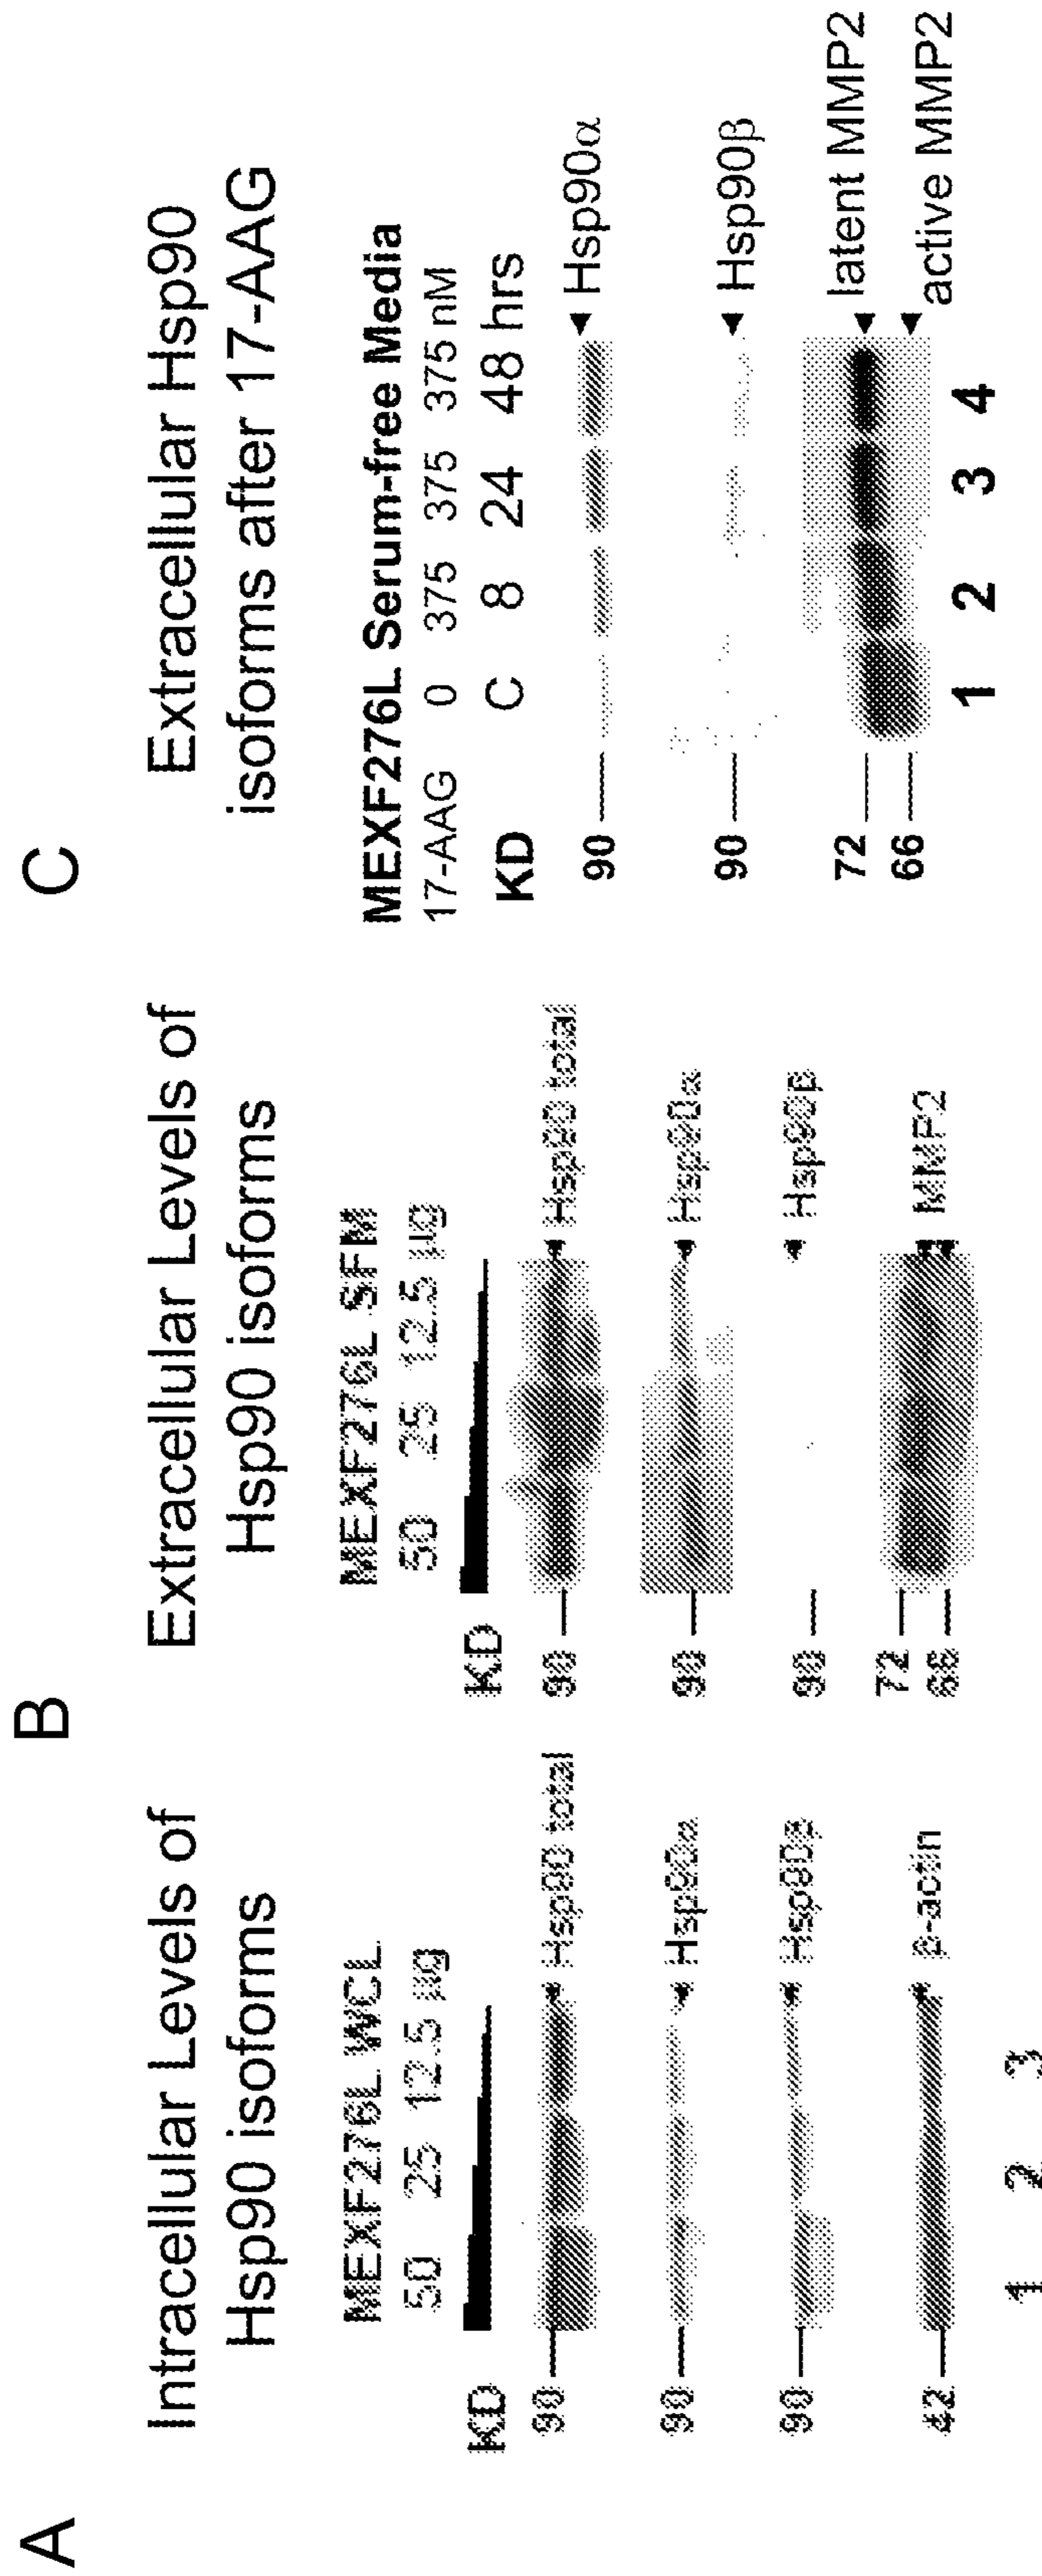 A
Intracellular Levels of
Hsp90 isoforms
MEXF276L WCL
50 25 12.5 µg
KD
90 Hsp90 total
90 Hsp90α
90 Hsp90β
42 β-actin
1 2 3
B
Extracellular Levels of
Hsp90 isoforms
MEXF276L SFM
50 25 12.5 µg
KD
90 Hsp90 total
90 Hsp90α
90 Hsp90β
72 MMP2
66
C
Extracellular Hsp90
isoforms after 17-AAG
MEXF276L Serum-free Media
17-AAG 0 375 375 375 nM
KD C 8 24 48 hrs
90 Hsp90α
90 Hsp90β
72 latent MMP2
66 active MMP2
1 2 3 4